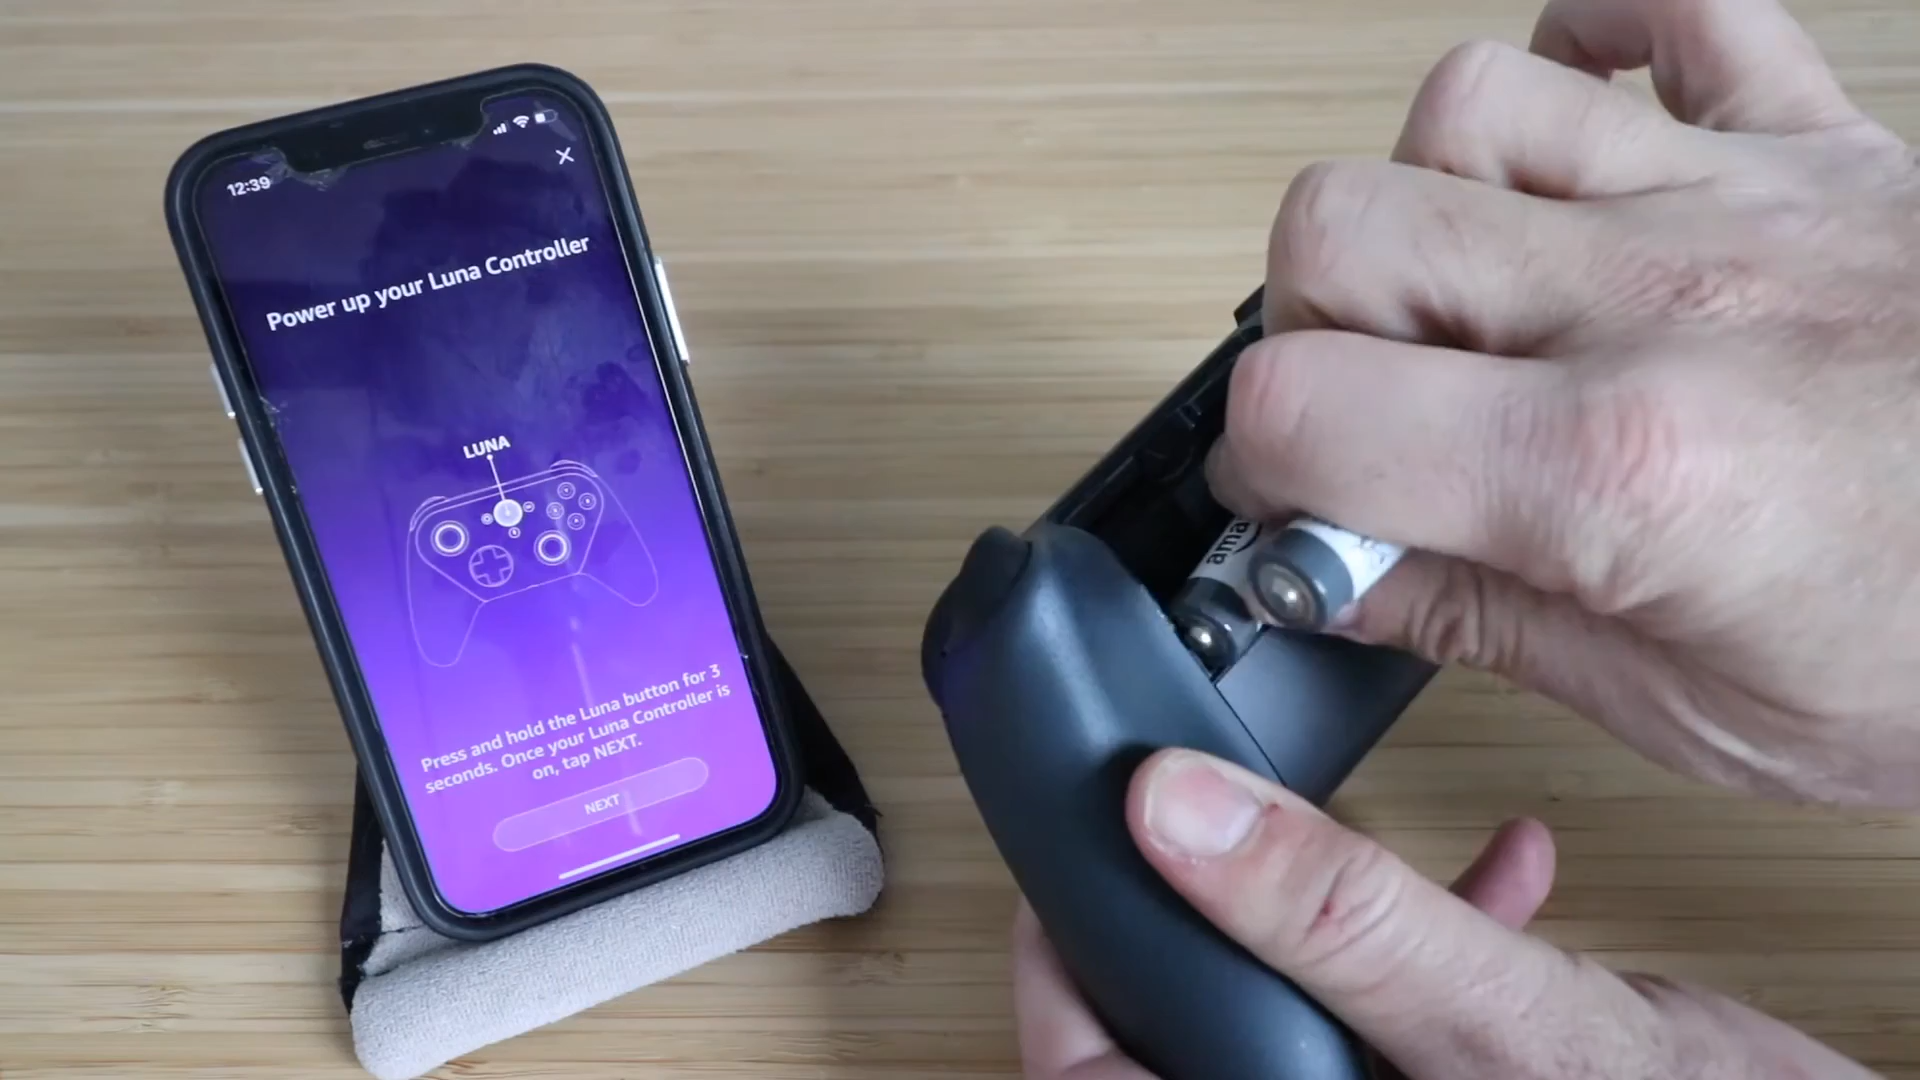 12:39
Power up your Luna Controller
LUNA
Press and hold the Luna button for 3
seconds. Once your Luna Controller is
on, tap NEXT.
NEXT
ama